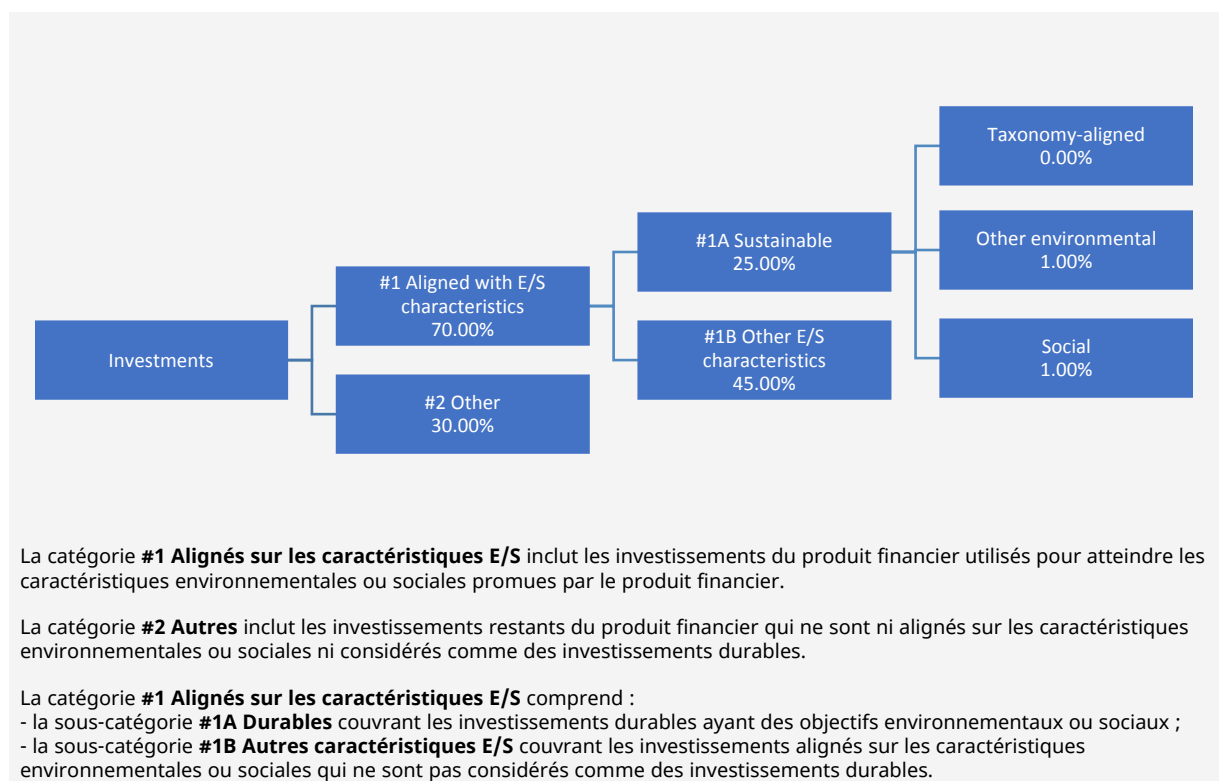 Investments
#1 Aligned with E/S
characteristics
70.00%
#2 Other
30.00%
#1A Sustainable
25.00%
#1B Other E/S
characteristics
45.00%
Taxonomy-aligned
0.00%
Other environmental
1.00%
Social
1.00%
La catégorie #1 Alignés sur les caractéristiques E/S inclut les investissements du produit financier utilisés pour atteindre les
caractéristiques environnementales ou sociales promues par le produit financier.
La catégorie #2 Autres inclut les investissements restants du produit financier qui ne sont ni alignés sur les caractéristiques
environnementales ou sociales ni considérés comme des investissements durables.
La catégorie #1 Alignés sur les caractéristiques E/S comprend :
- la sous-catégorie #1A Durables couvrant les investissements durables ayant des objectifs environnementaux ou sociaux ;
- la sous-catégorie #1B Autres caractéristiques E/S couvrant les investissements alignés sur les caractéristiques
environnementales ou sociales qui ne sont pas considérés comme des investissements durables.